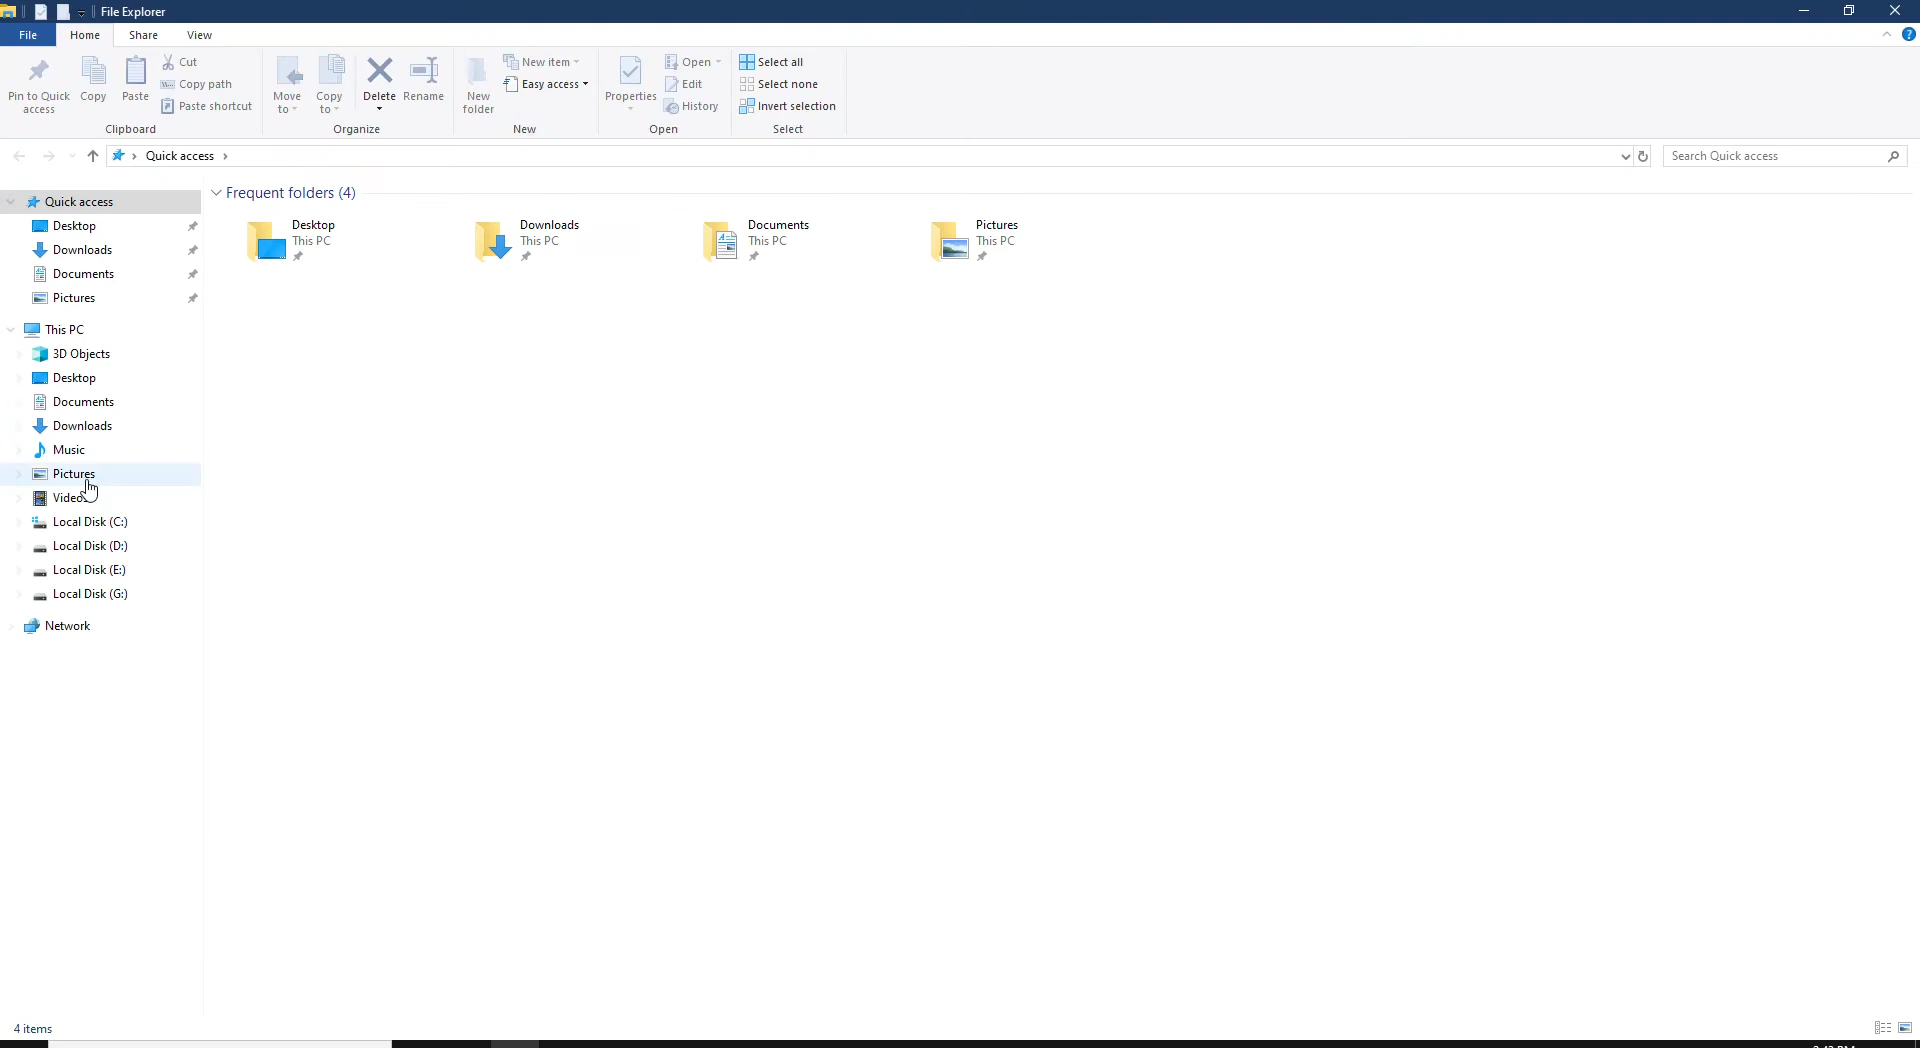 File Explorer
File Home Share View
Pin to Quick access
Copy
Paste
Cut
Copy path
Paste shortcut
Clipboard
Move to
Copy to
Delete
Rename
Organize
New folder
New item
Easy access
New
Properties
Open
Edit
History
Open
Select all
Select none
Invert selection
Select
Quick access
Search Quick access
Quick access
Desktop
Downloads
Documents
Pictures
This PC
3D Objects
Desktop
Documents
Downloads
Music
Pictures
Local Disk (C:)
Local Disk (D:)
Local Disk (E:)
Local Disk (G:)
Network
Frequent folders (4)
Desktop
This PC
Downloads
This PC
Documents
This PC
Pictures
This PC
4 items